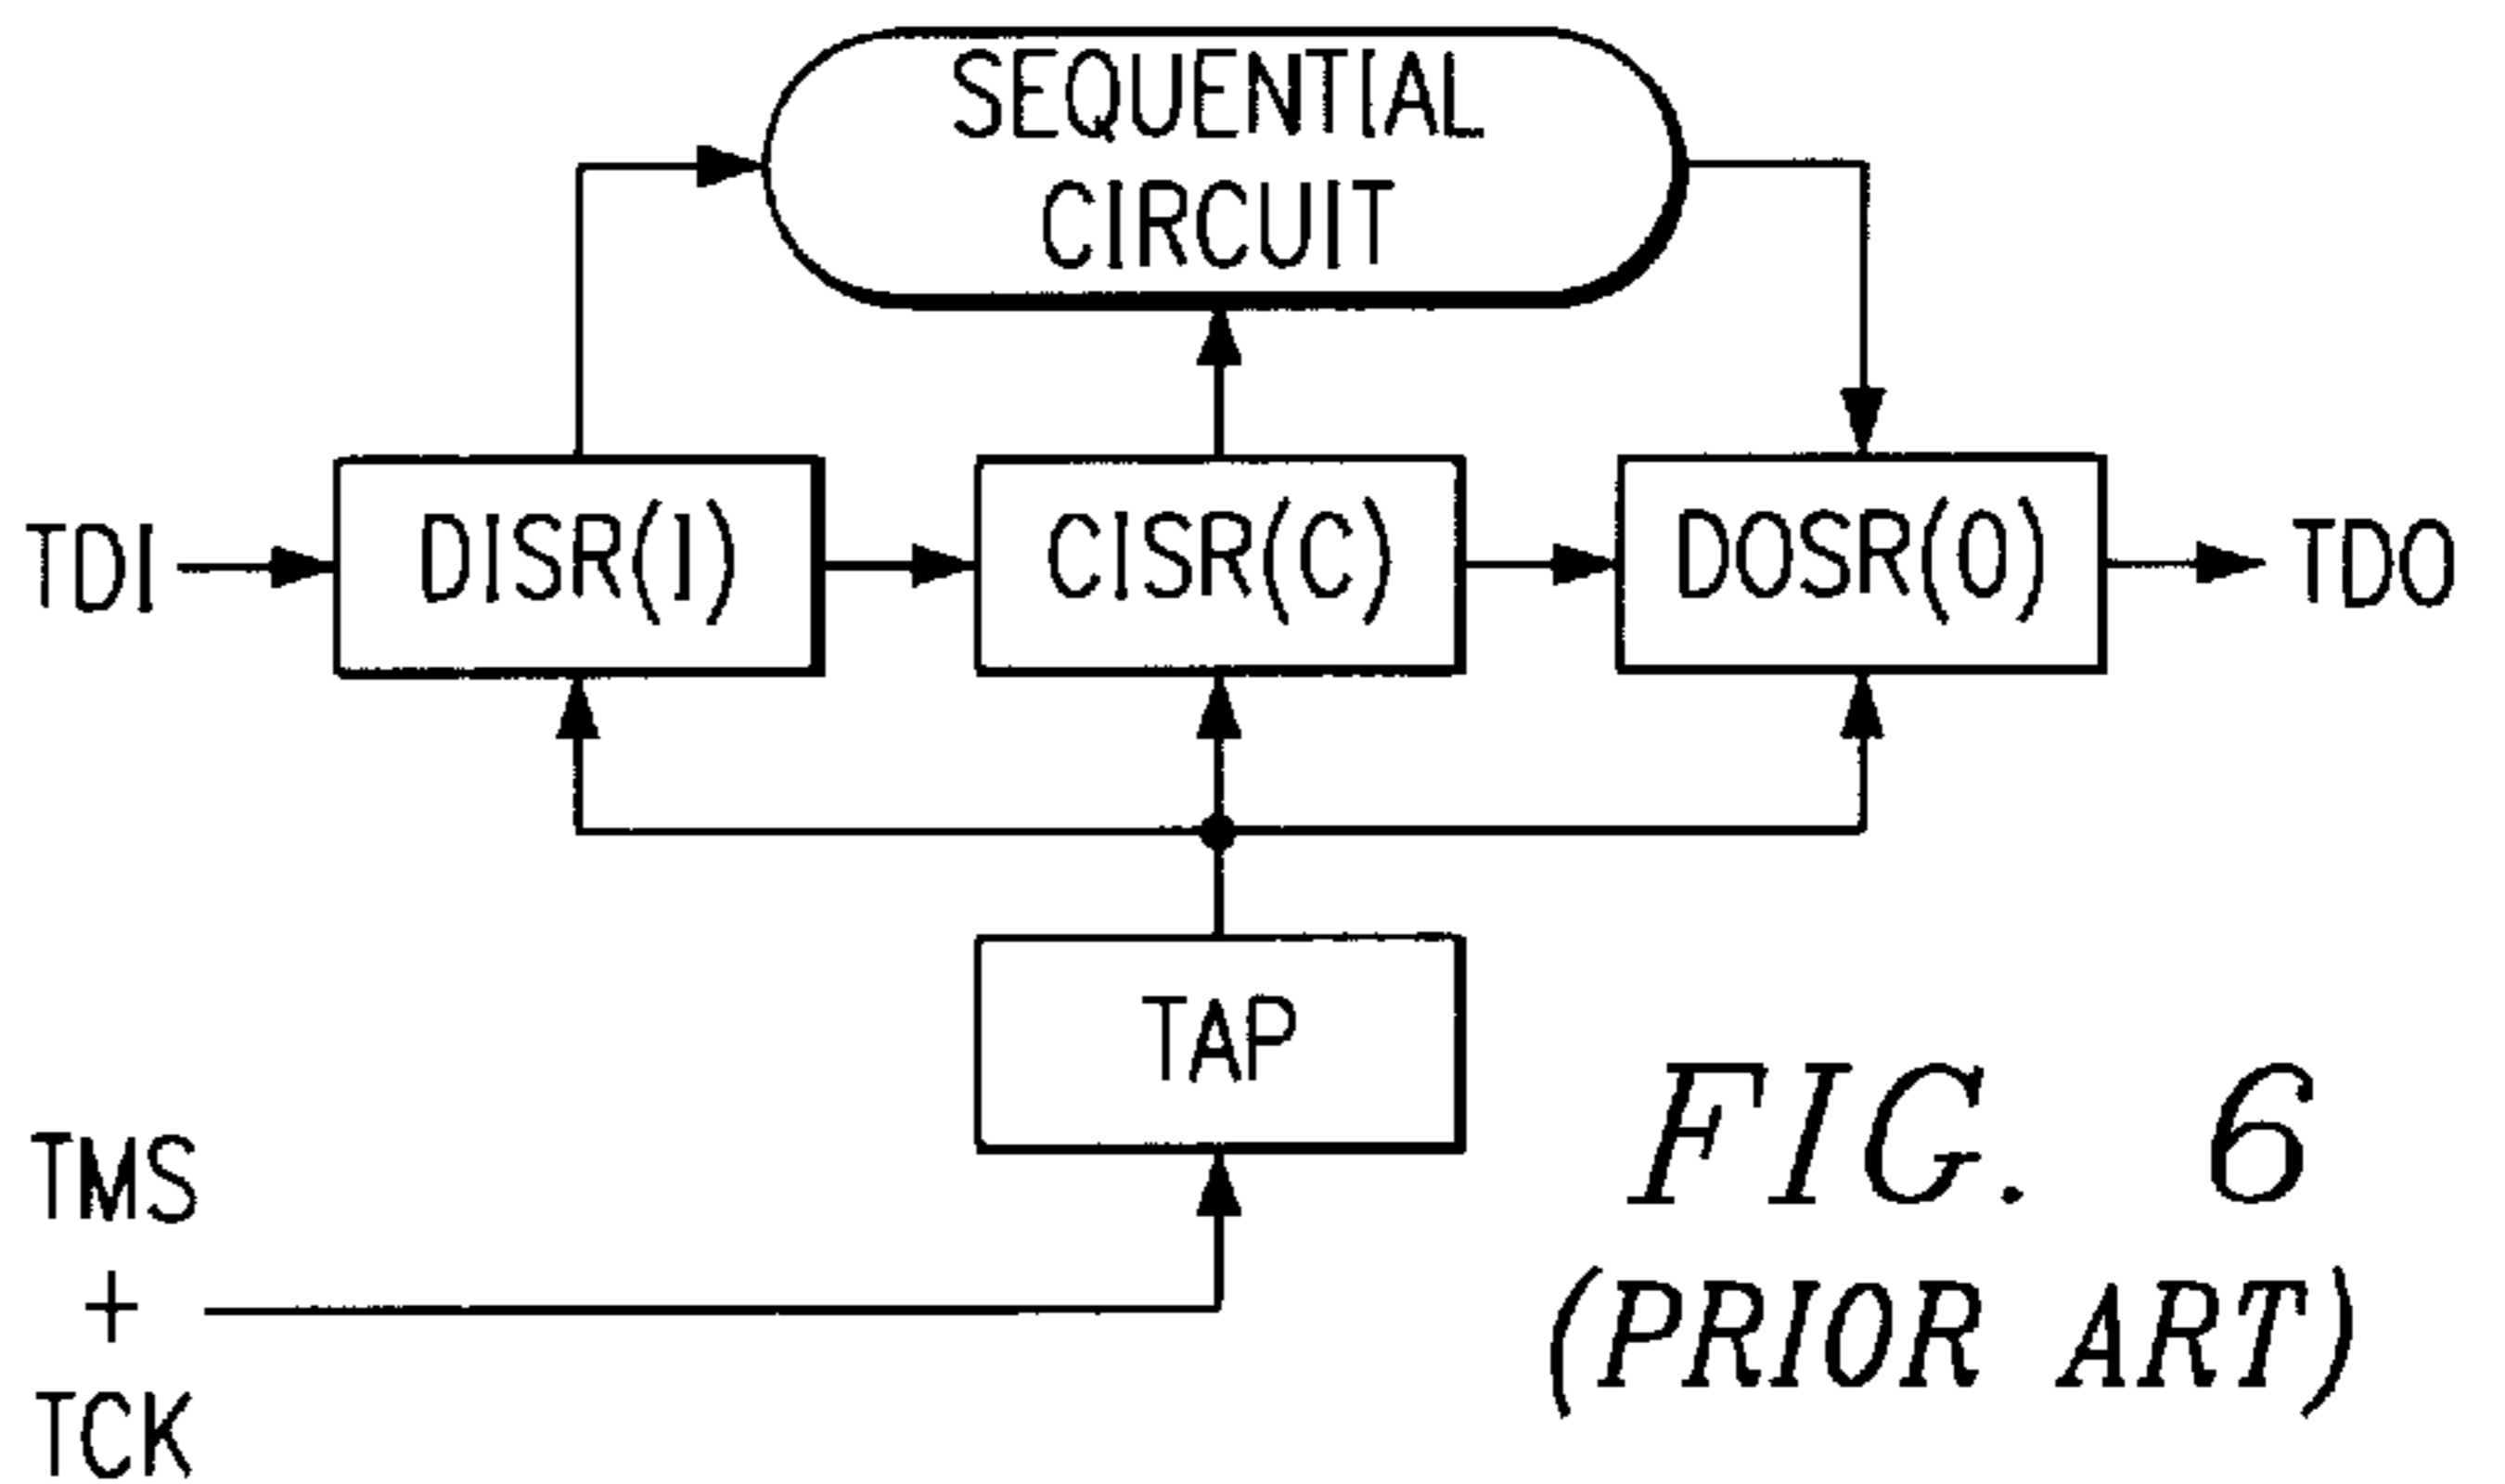 SEQUENTIAL
CIRCUIT
TDI
DISR(I)
CISR(C)
DOSR(O)
TDO
TAP
TMS
+
TCK
FIG. 6
(PRIOR ART)